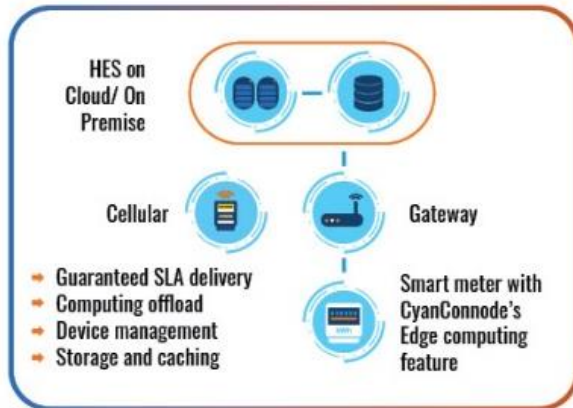 HES on
Cloud/ On
Premise
Cellular
Gateway
Guaranteed SLA delivery
Computing offload
Device management
Storage and caching
Smart meter with
CyanConnode's
Edge computing
feature
kWh